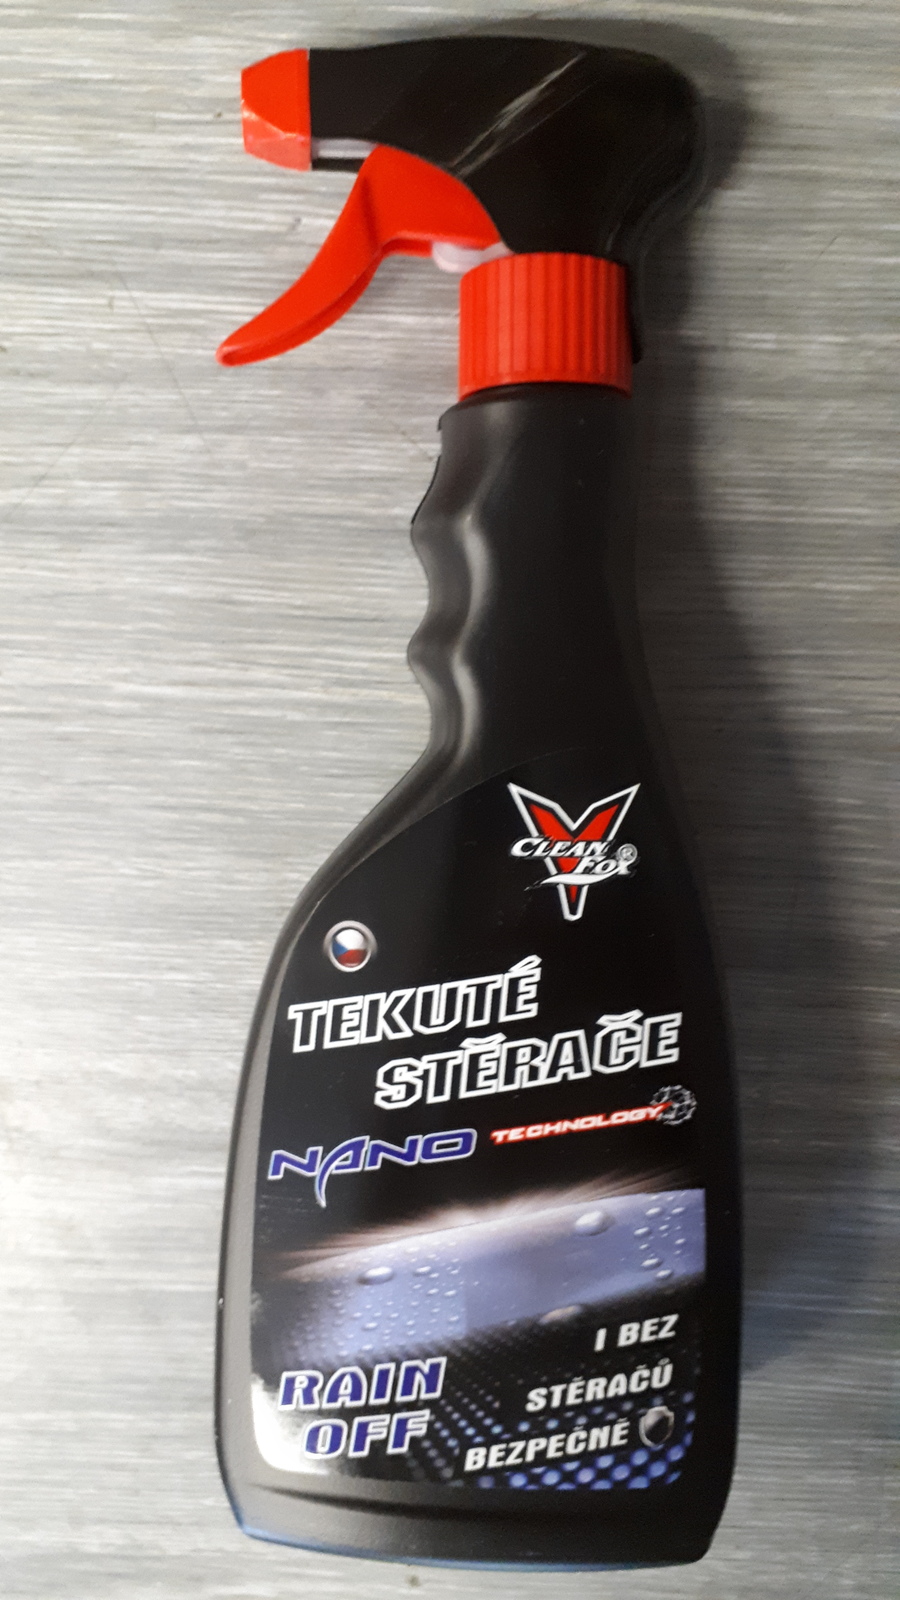 CLEAN
FOX®
TEKUTÉ
STĚRAČE
NANO TECHNOLOGY
RAIN
OFF
I BEZ
STĚRAČŮ
BEZPEČNĚ